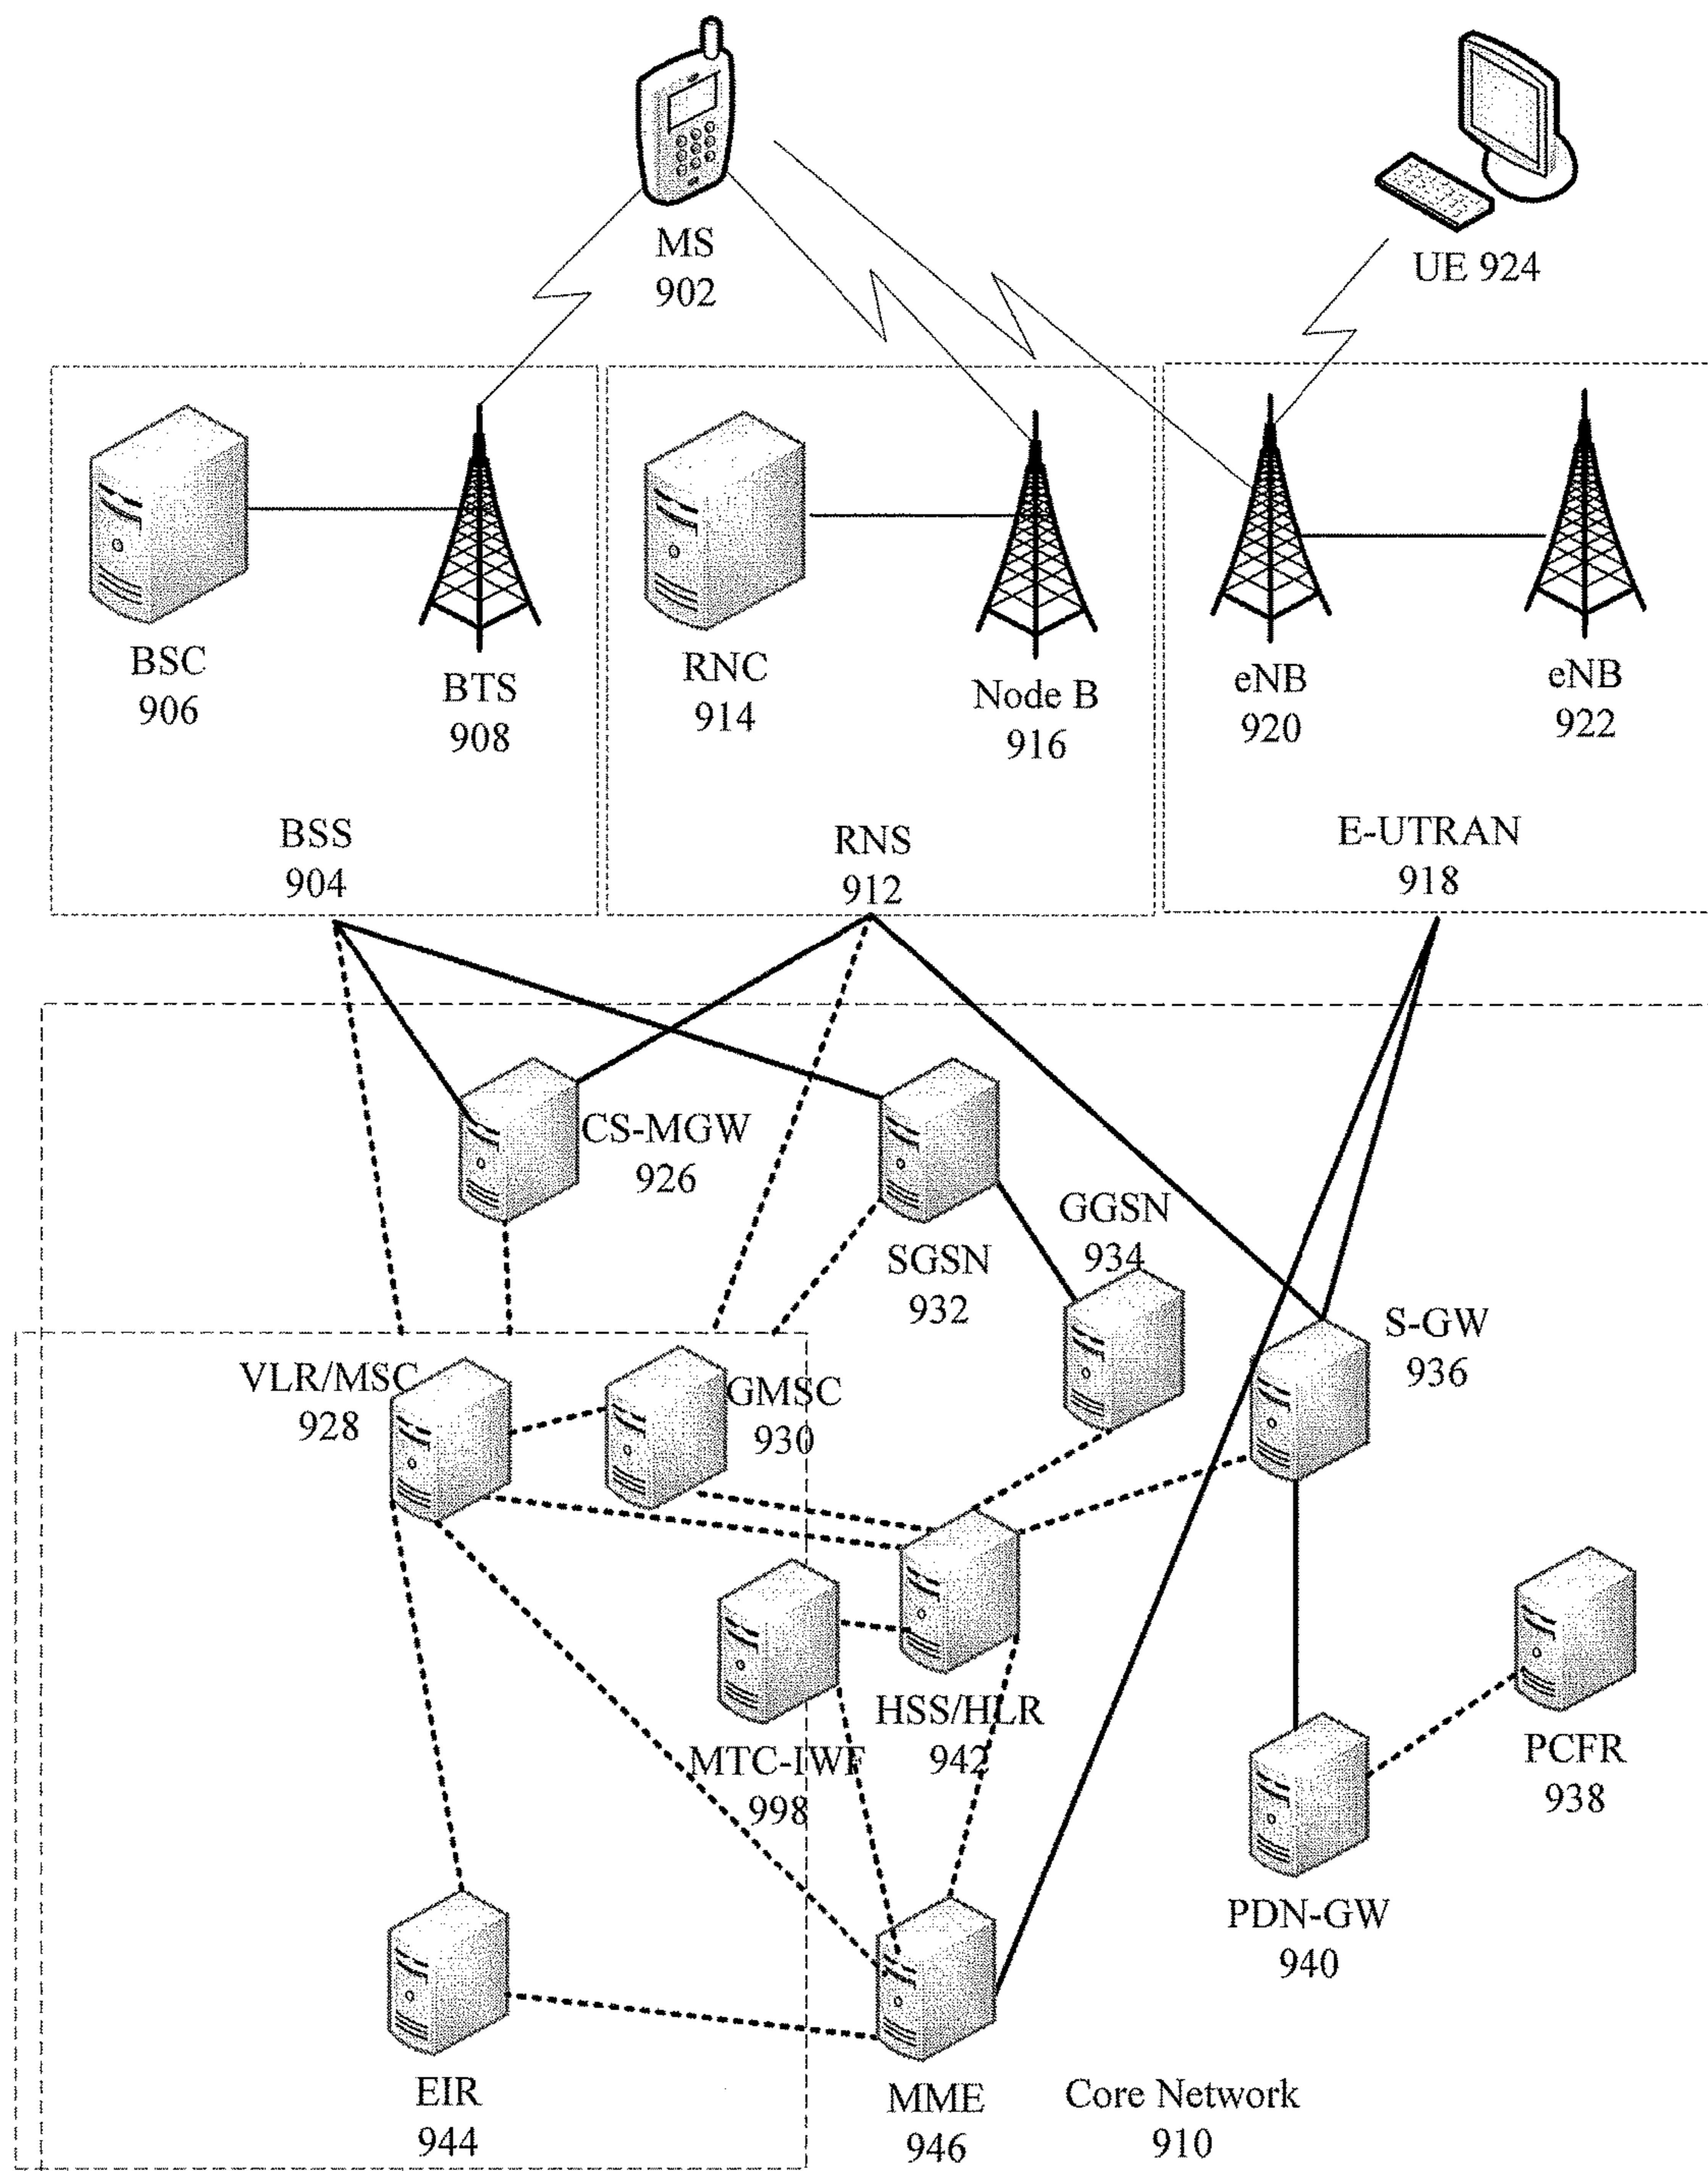 MS
902
UE 924
BSC
906
BTS
908
RNC
914
Node B
916
eNB
920
eNB
922
BSS
904
RNS
912
E-UTRAN
918
CS-MGW
926
SGSN
932
GGSN
934
S-GW
936
VLR/MSC
928
GMSC
930
MTC-IWF
998
HSS/HLR
942
PCFR
938
PDN-GW
940
EIR
944
MME
946
Core Network
910